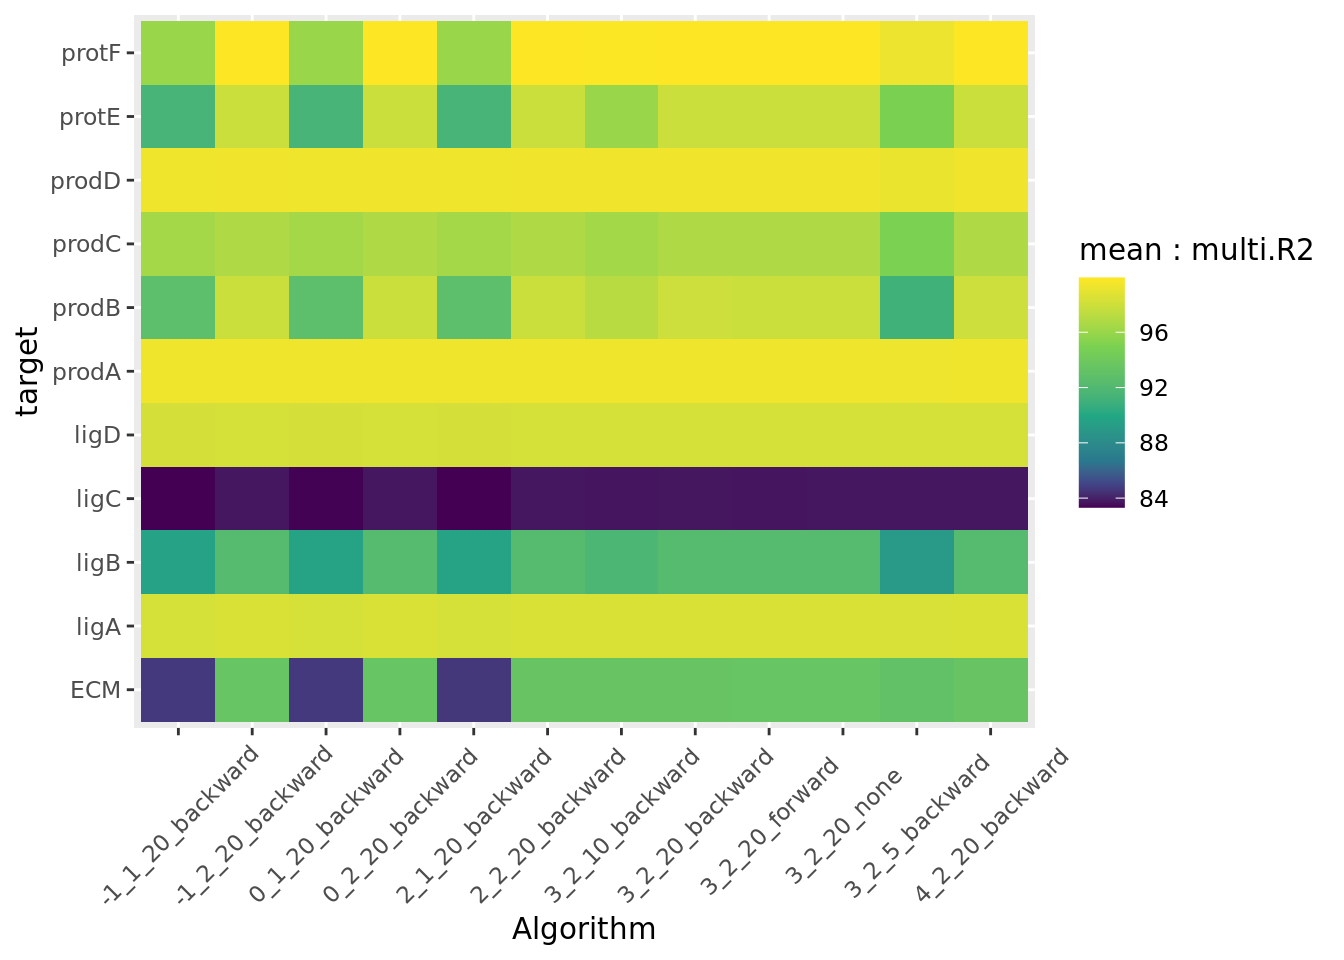 protF
protE
prodD
prodC
prodB
prodA
ligD
ligC
ligB
ligA
ECM
target
-1_1_20_backward
-1_2_20_backward
0_1_20_backward
0_2_20_backward
2_1_20_backward
2_2_20_backward
3_2_10_backward
3_2_20_backward
3_2_20_forward
3_2_20_none
3_2_5_backward
4_2_20_backward
Algorithm
mean : multi.R2
96
92
88
84